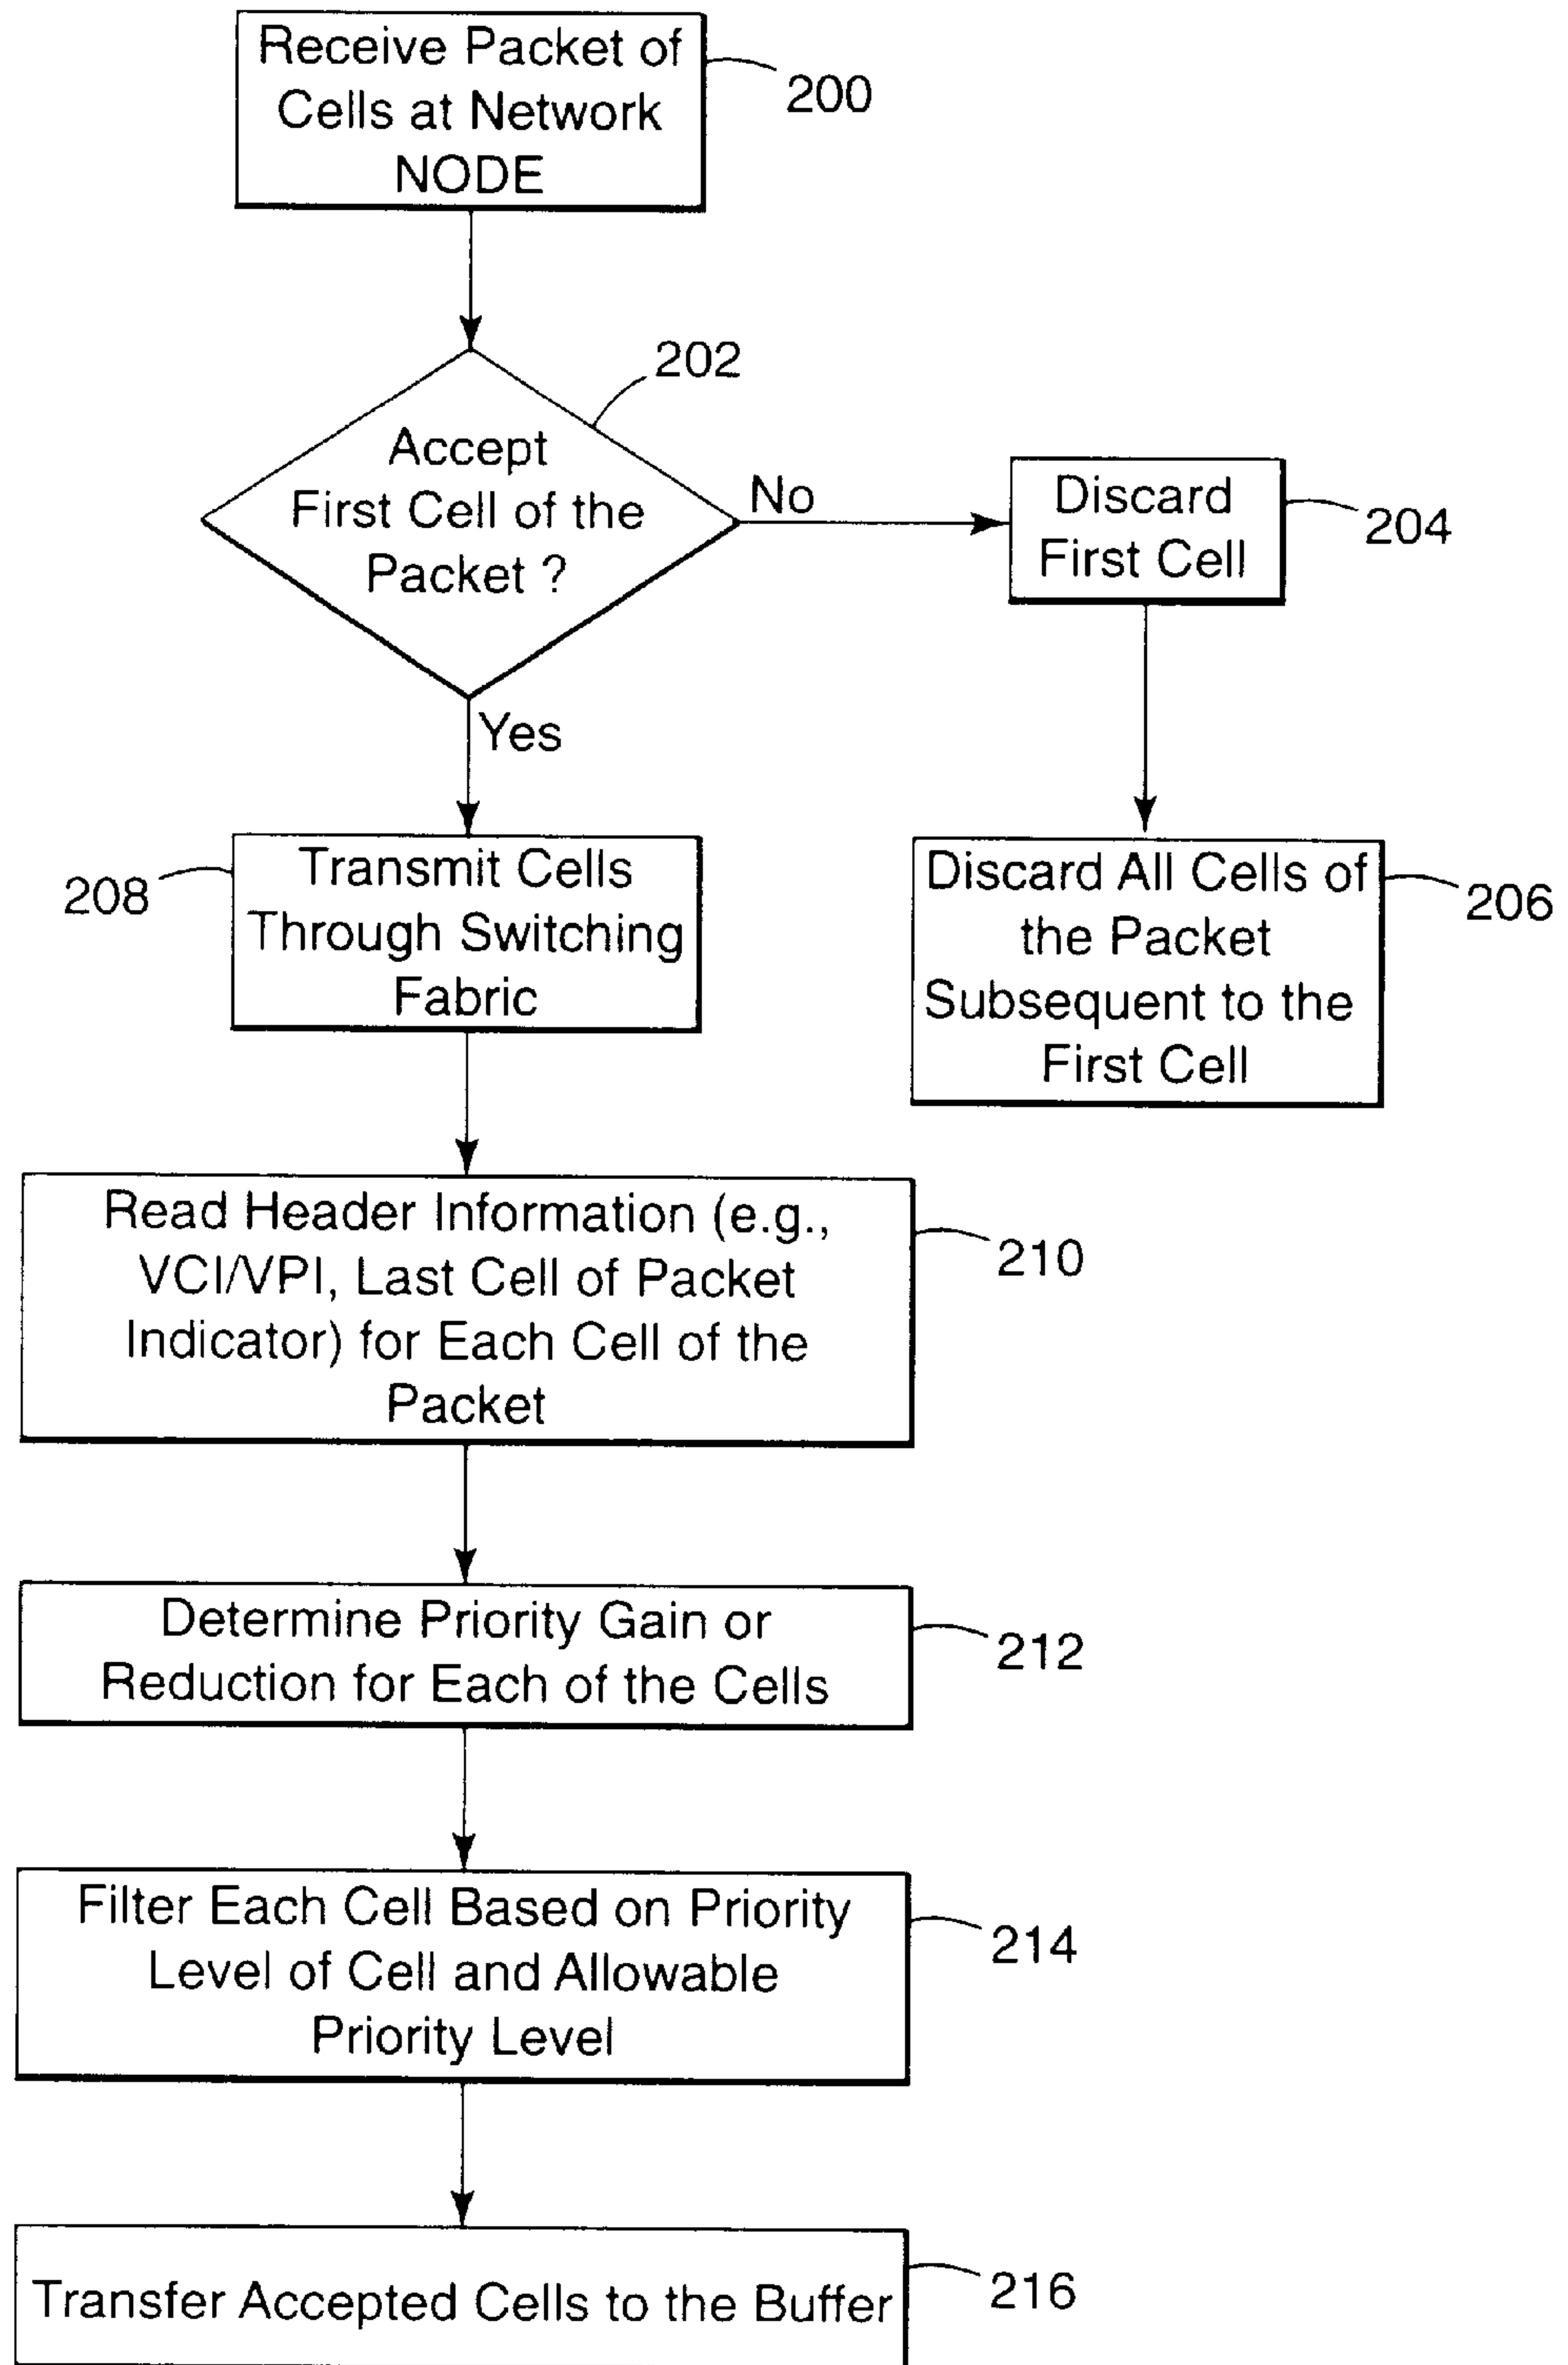 Receive Packet of
Cells at Network
NODE
200
202
Accept
First Cell of the
Packet ?
No
Discard
First Cell
204
Yes
208
Transmit Cells
Through Switching
Fabric
Discard All Cells of
the Packet
Subsequent to the
First Cell
206
Read Header Information (e.g.,
VCI/VPI, Last Cell of Packet
Indicator) for Each Cell of the
Packet
210
Determine Priority Gain or
Reduction for Each of the Cells
212
Filter Each Cell Based on Priority
Level of Cell and Allowable
Priority Level
214
Transfer Accepted Cells to the Buffer
216